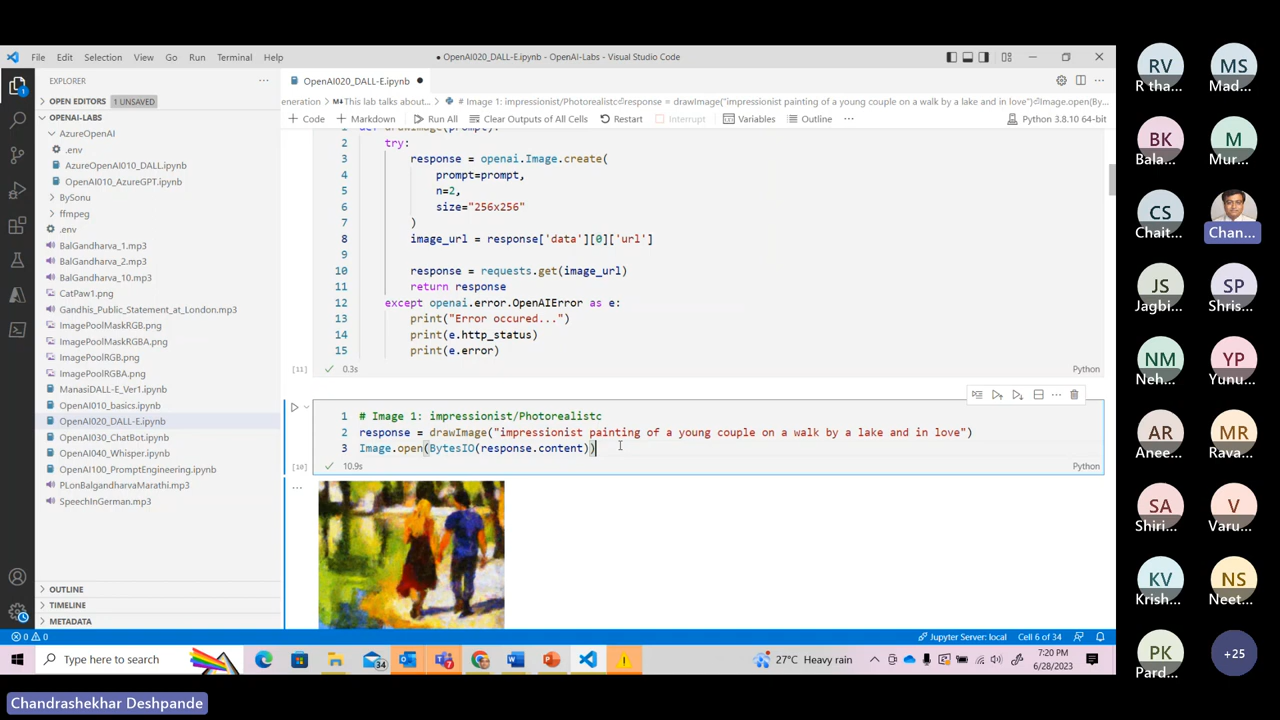 File Edit Selection View Go Run Terminal Help
● OpenAI020_DALL-E.ipynb - OpenAI-Labs - Visual Studio Code
EXPLORER
OPEN EDITORS 1 UNSAVED
OPENAI-LABS
AzureOpenAI
.env
AzureOpenAI010_DALL.ipynb
OpenAI010_AzureGPT.ipynb
BySonu
ffmpeg
.env
BalGandharva_1.mp3
BalGandharva_2.mp3
BalGandharva_10.mp3
CatPaw1.png
Gandhis_Public_Statement_at_London.mp3
ImagePoolMaskRGB.png
ImagePoolMaskRGBA.png
ImagePoolRGB.png
ImagePoolRGBA.png
ManasiDALL-E_Ver1.ipynb
OpenAI010_basics.ipynb
OpenAI020_DALL-E.ipynb
OpenAI030_ChatBot.ipynb
OpenAI040_Whisper.ipynb
OpenAI100_PromptEngineering.ipynb
PLonBalgandharvaMarathi.mp3
SpeechInGerman.mp3
OUTLINE
TIMELINE
METADATA
OpenAI020_DALL-E.ipynb ●
eneration > This lab talks about... > # Image 1: impressionist/Photorealistc⏎response = drawImage("impressionist painting of a young couple on a walk by a lake and in love")⏎Image.open(By...
+ Code + Markdown Run All Clear Outputs of All Cells Restart Interrupt Variables Outline ... Python 3.8.10 64-bit
1 def drawImage(prompt):
2 try:
3 response = openai.Image.create(
4 prompt=prompt,
5 n=2,
6 size="256x256"
7 )
8 image_url = response['data'][0]['url']
9
10 response = requests.get(image_url)
11 return response
12 except openai.error.OpenAIError as e:
13 print("Error occured...")
14 print(e.http_status)
15 print(e.error)
[11] 0.3s Python
1 # Image 1: impressionist/Photorealistc
2 response = drawImage("impressionist painting of a young couple on a walk by a lake and in love")
3 Image.open(BytesIO(response.content))
[10] 10.9s Python
0 0 Jupyter Server: local Cell 6 of 34
Type here to search
34
27°C Heavy rain
7:20 PM
6/28/2023
RV
R tha...
MS
Mad...
BK
Bala...
M
Mur...
CS
Chait...
Chan...
JS
Jagbi...
SP
Shris...
NM
Neh...
YP
Yunu...
AR
Anee...
MR
Rava...
SA
Shiri...
V
Varu...
KV
Krish...
NS
Neet...
PK
Pard...
+25
Chandrashekhar Deshpande